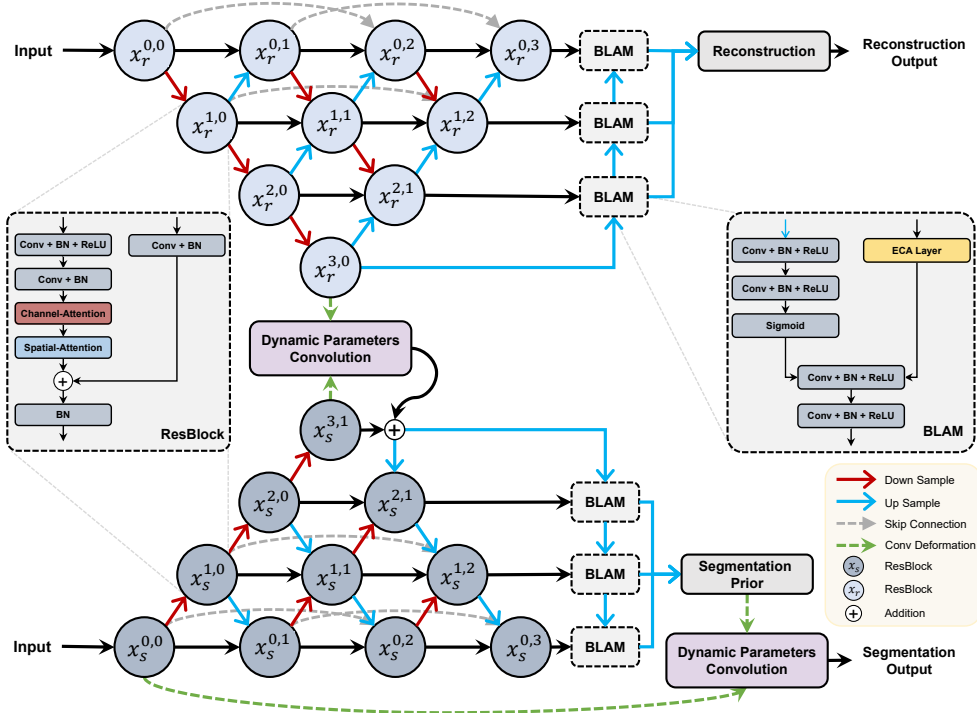 Input
x_r^{0,0}
x_r^{0,1}
x_r^{0,2}
x_r^{0,3}
BLAM
Reconstruction
Reconstruction
Output
x_r^{1,0}
x_r^{1,1}
x_r^{1,2}
BLAM
x_r^{2,0}
x_r^{2,1}
BLAM
x_r^{3,0}
Conv + BN + ReLU
Conv + BN
Conv + BN
Channel-Attention
Spatial-Attention
+
BN
ResBlock
Conv + BN + ReLU
ECA Layer
Conv + BN + ReLU
Sigmoid
Conv + BN + ReLU
Conv + BN + ReLU
BLAM
Dynamic Parameters
Convolution
x_s^{3,1}
+
x_s^{2,0}
x_s^{2,1}
BLAM
x_s^{1,0}
x_s^{1,1}
x_s^{1,2}
BLAM
Segmentation
Prior
Input
x_s^{0,0}
x_s^{0,1}
x_s^{0,2}
x_s^{0,3}
BLAM
Dynamic Parameters
Convolution
Segmentation
Output
Down Sample
Up Sample
Skip Connection
Conv Deformation
x_s ResBlock
x_r ResBlock
+ Addition